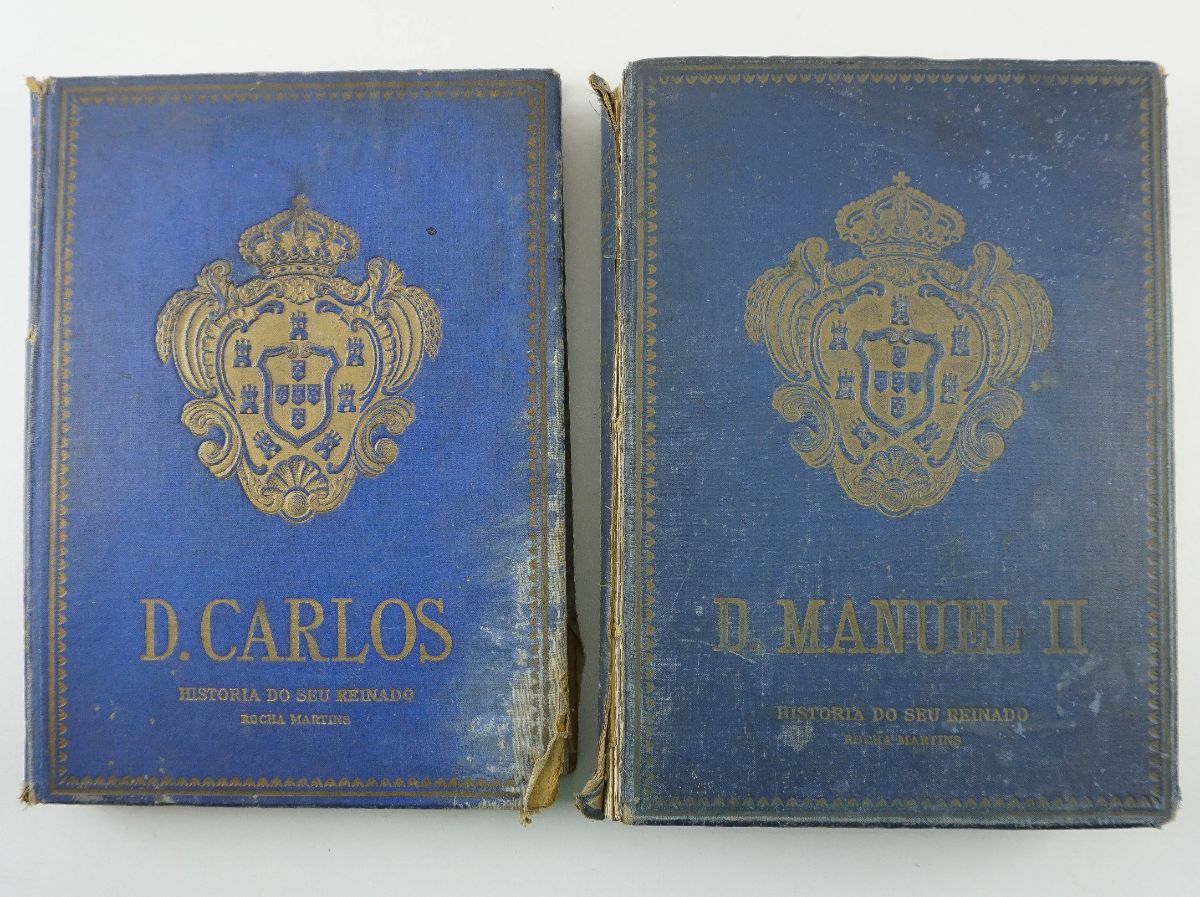 D. CARLOS
HISTORIA DO SEU REINADO
ROCHA MARTINS
D. MANUEL II
HISTORIA DO SEU REINADO
ROCHA MARTINS